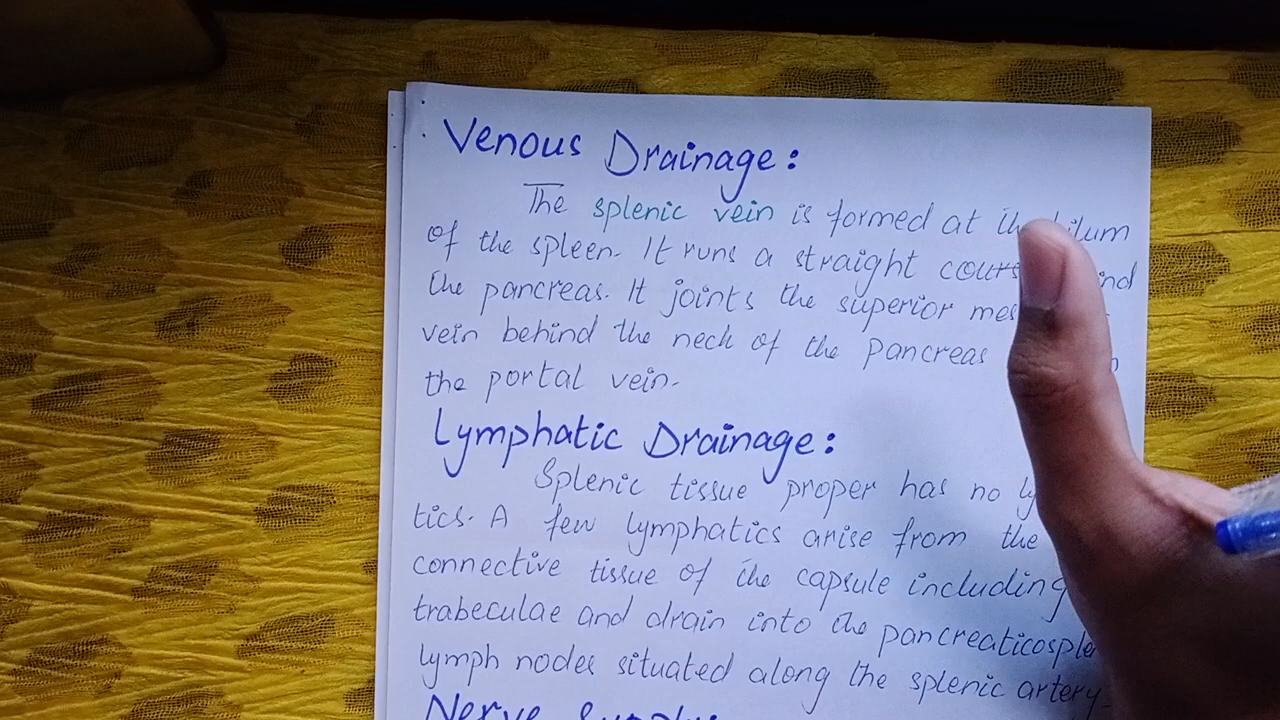 Venous Drainage:
The splenic vein is formed at the hilum
of the spleen. It runs a straight
the pancreas. It joints the superior
vein behind the neck of the pancreas
the portal vein.
Lymphatic Drainage:
Splenic tissue proper has no
tics. A few lymphatics arise from the
connective tissue of the capsule including
trabeculae and drain into the
lymph nodes situated along the splenic artery.
Nerve Supply